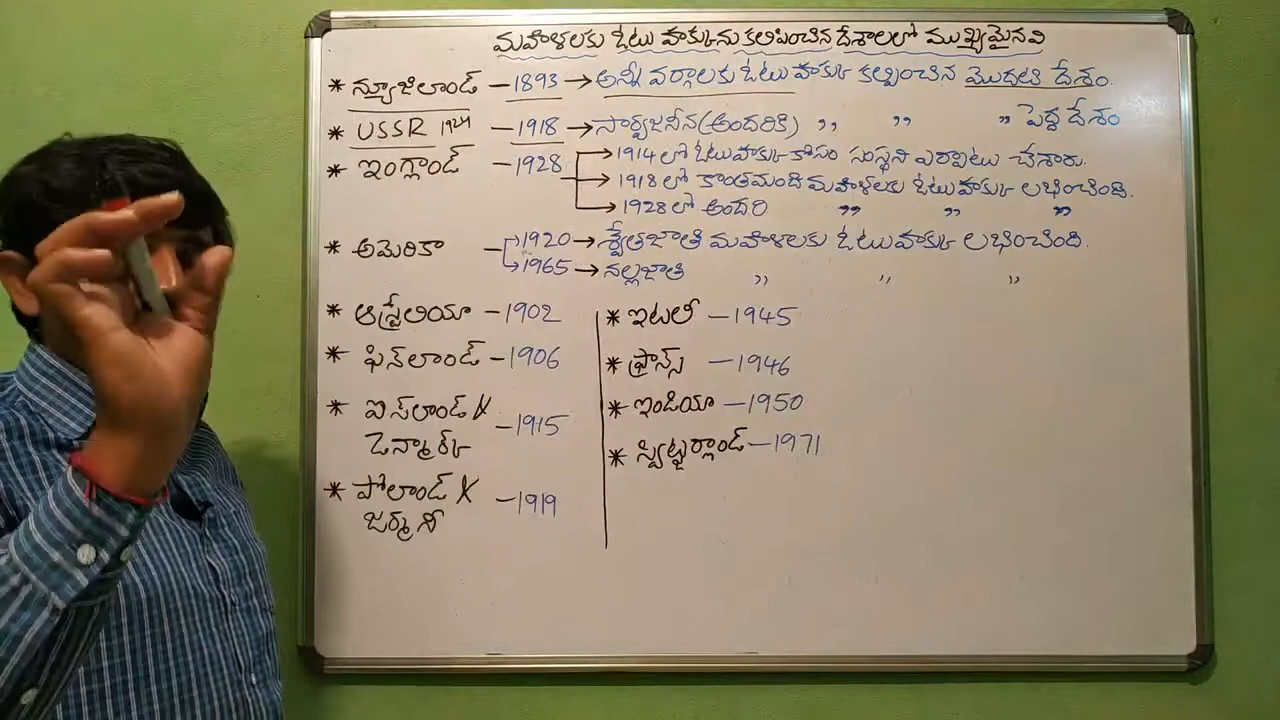 మహిళలకు ఓటు హక్కును కలిపించిన దేశాలలో ముఖ్యమైనవి
* న్యూజిలాండ్ – 1893 → అన్ని వర్గాలకు ఓటు హక్కు కల్పించిన మొదటి దేశం.
* USSR 1924 – 1918 → సార్వజనీన(అందరికి) ,, ,, ,, పెద్ద దేశం
* ఇంగ్లాండ్ – 1928
→ 1914 లో ఓటుహక్కు కోసం సంస్థని ఏర్పాటు చేశారు.
→ 1918 లో కొంతమంది మహిళలకు ఓటుహక్కు లభించింది.
→ 1928 లో అందరి ,, ,, ,,
* అమెరికా – 1920 → శ్వేతజాతి మహిళలకు ఓటుహక్కు లభించింది.
1965 → నల్లజాతి ,, ,, ,,
* ఆస్ట్రేలియా – 1902
* ఫిన్‌లాండ్ – 1906
* ఐస్‌లాండ్ &
డెన్మార్క్ – 1915
* పోలాండ్ &
జర్మనీ – 1919
* ఇటలీ – 1945
* ఫ్రాన్స్ – 1946
* ఇండియా – 1950
* స్విట్జర్లాండ్ – 1971